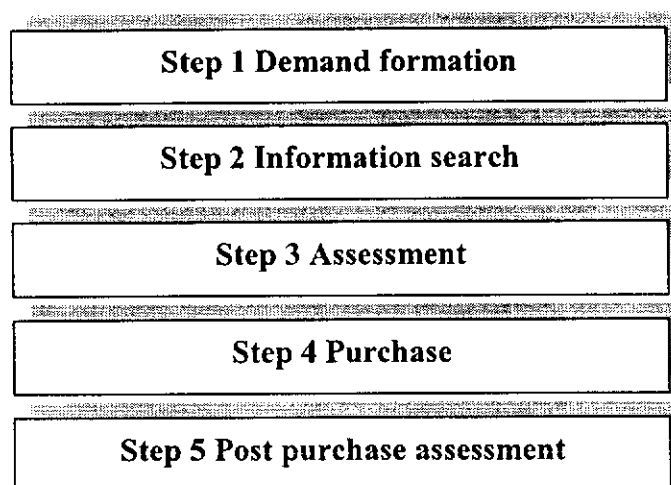 Step 1 Demand formation
Step 2 Information search
Step 3 Assessment
Step 4 Purchase
Step 5 Post purchase assessment